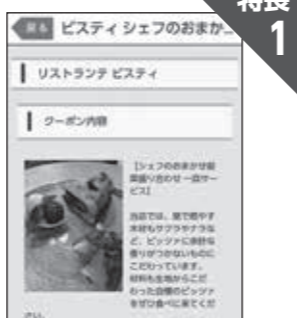 特長
1
戻る
ビスティ シェフのおまか...
リストランテ ビスティ
クーポン内容
【シェフのおまかせ前
菜盛り合わせ 一皿サー
ビス】
当店では、窯で燃やす
木材もサクラやナラな
ど、ピッツァに余計な
香りがつかないものに
こだわっています。
材料も生地からこだ
わった自慢のピッツァ
をぜひ食べに来てくだ
さい。